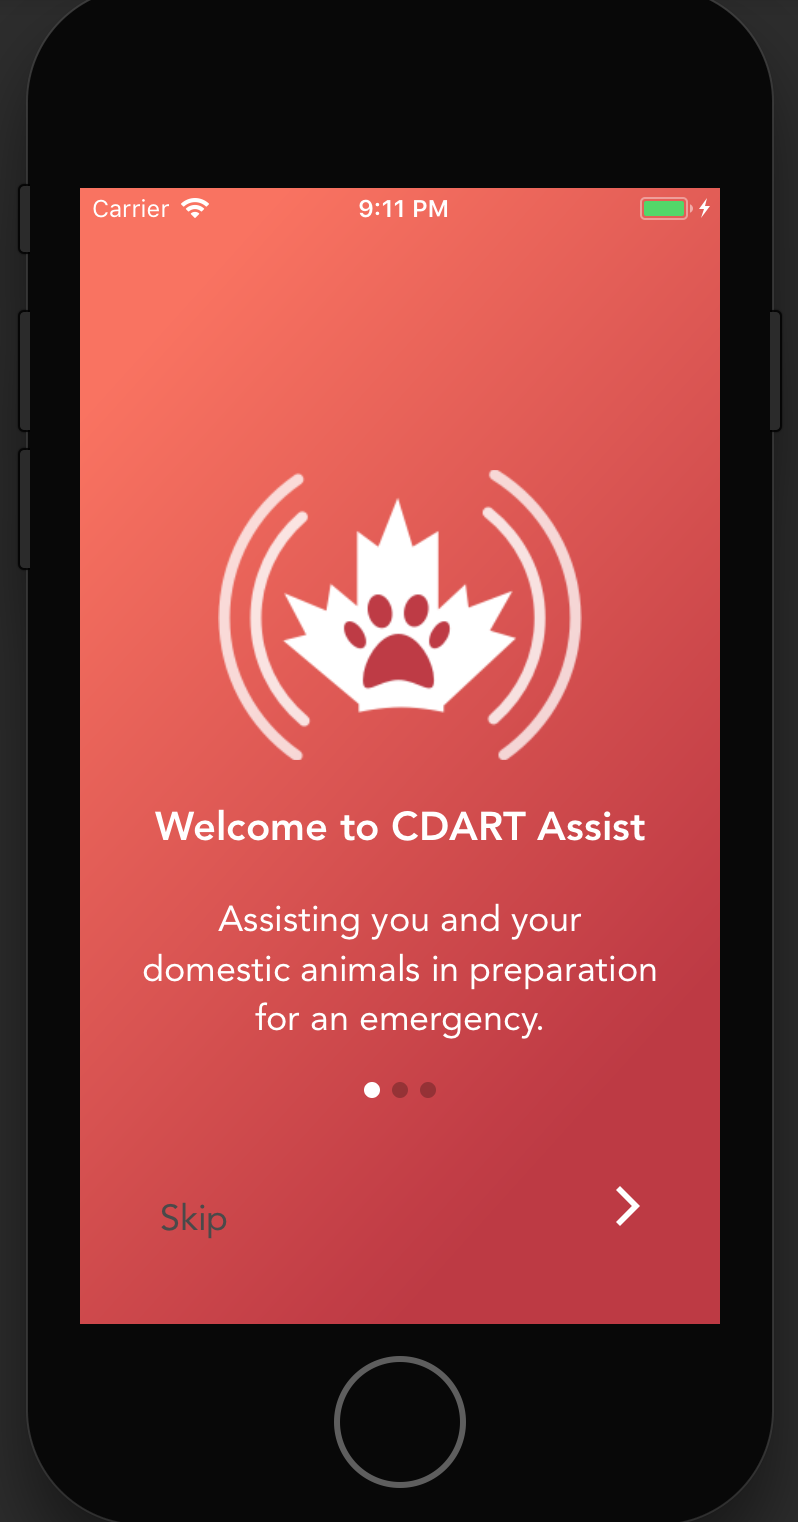 Carrier 9:11 PM
Welcome to CDART Assist
Assisting you and your
domestic animals in preparation
for an emergency.
Skip